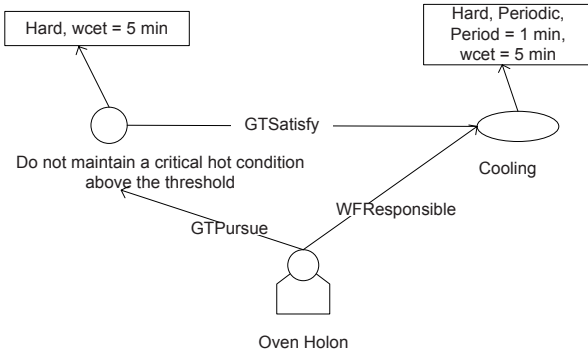 Hard, wcet = 5 min
Hard, Periodic,
Period = 1 min,
wcet = 5 min
GTSatisfy
Do not maintain a critical hot condition
above the threshold
Cooling
WFResponsible
GTPursue
Oven Holon